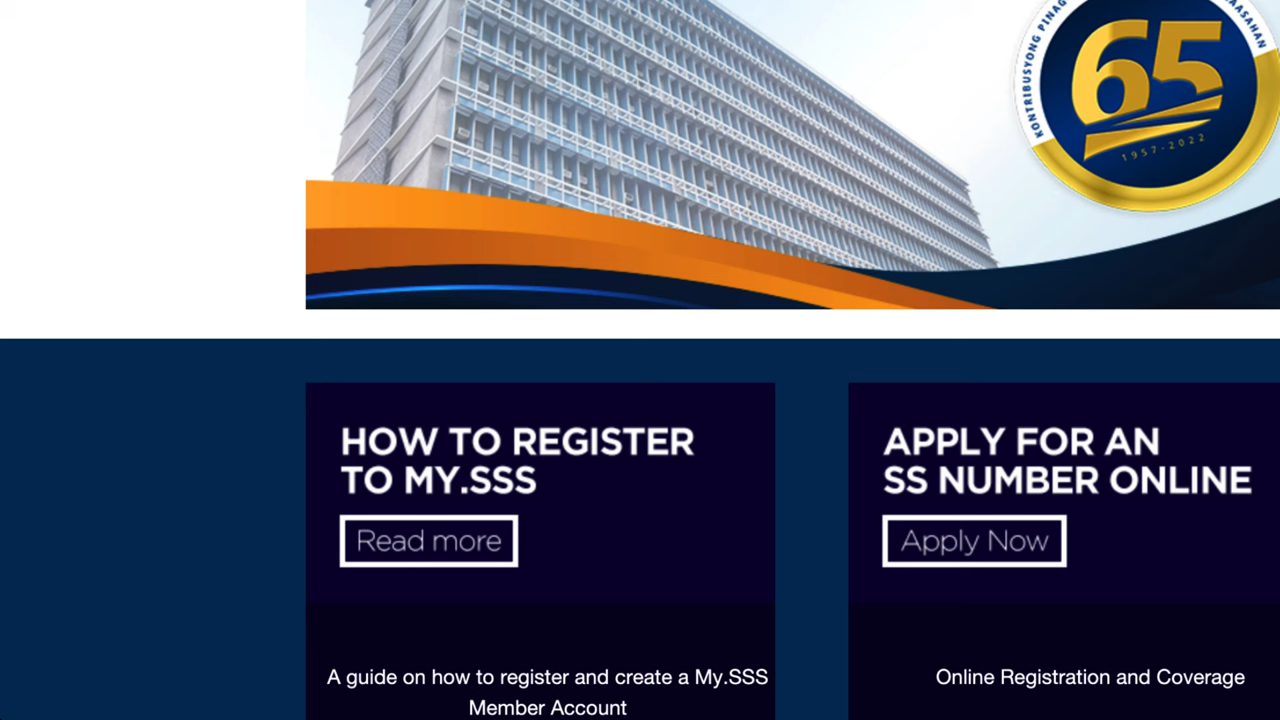 KONTRIBUSYONG
65
1957-2022
HOW TO REGISTER
TO MY.SSS
Read more
APPLY FOR AN
SS NUMBER ONLINE
Apply Now
A guide on how to register and create a My.SSS
Member Account
Online Registration and Coverage